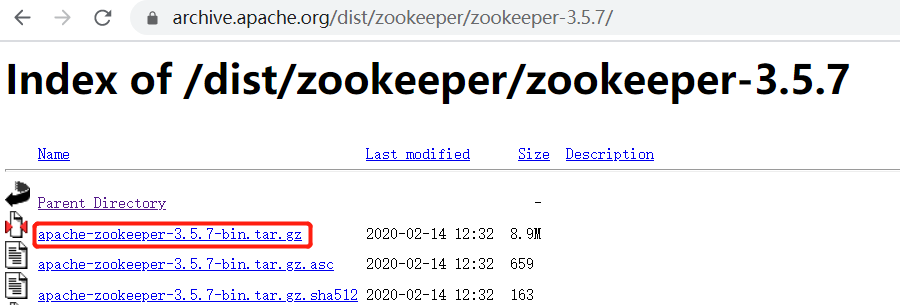 archive.apache.org/dist/zookeeper/zookeeper-3.5.7/
Index of /dist/zookeeper/zookeeper-3.5.7
Name Last modified Size Description
Parent Directory -
apache-zookeeper-3.5.7-bin.tar.gz 2020-02-14 12:32 8.9M
apache-zookeeper-3.5.7-bin.tar.gz.asc 2020-02-14 12:32 659
apache-zookeeper-3.5.7-bin.tar.gz.sha512 2020-02-14 12:32 163